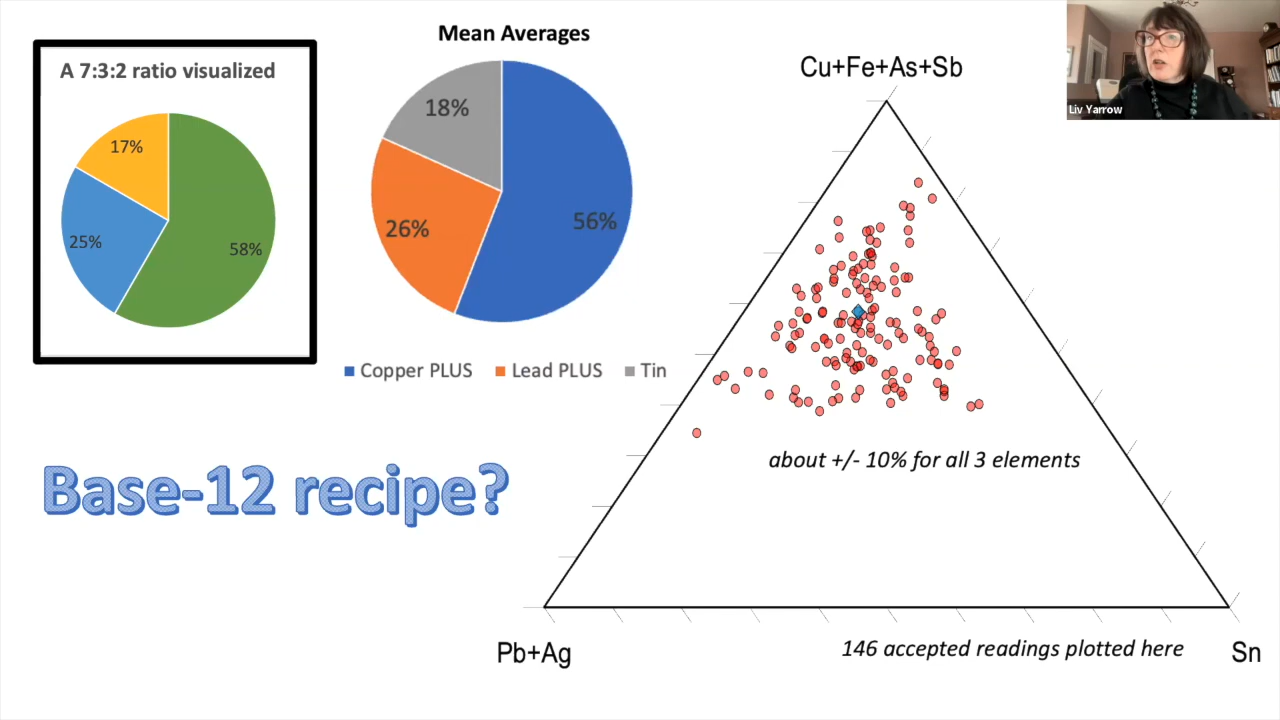 A 7:3:2 ratio visualized
17%
25%
58%
Mean Averages
18%
26%
56%
Copper PLUS
Lead PLUS
Tin
Base-12 recipe?
Cu+Fe+As+Sb
about +/- 10% for all 3 elements
Pb+Ag
146 accepted readings plotted here
Sn
Liv Yarrow